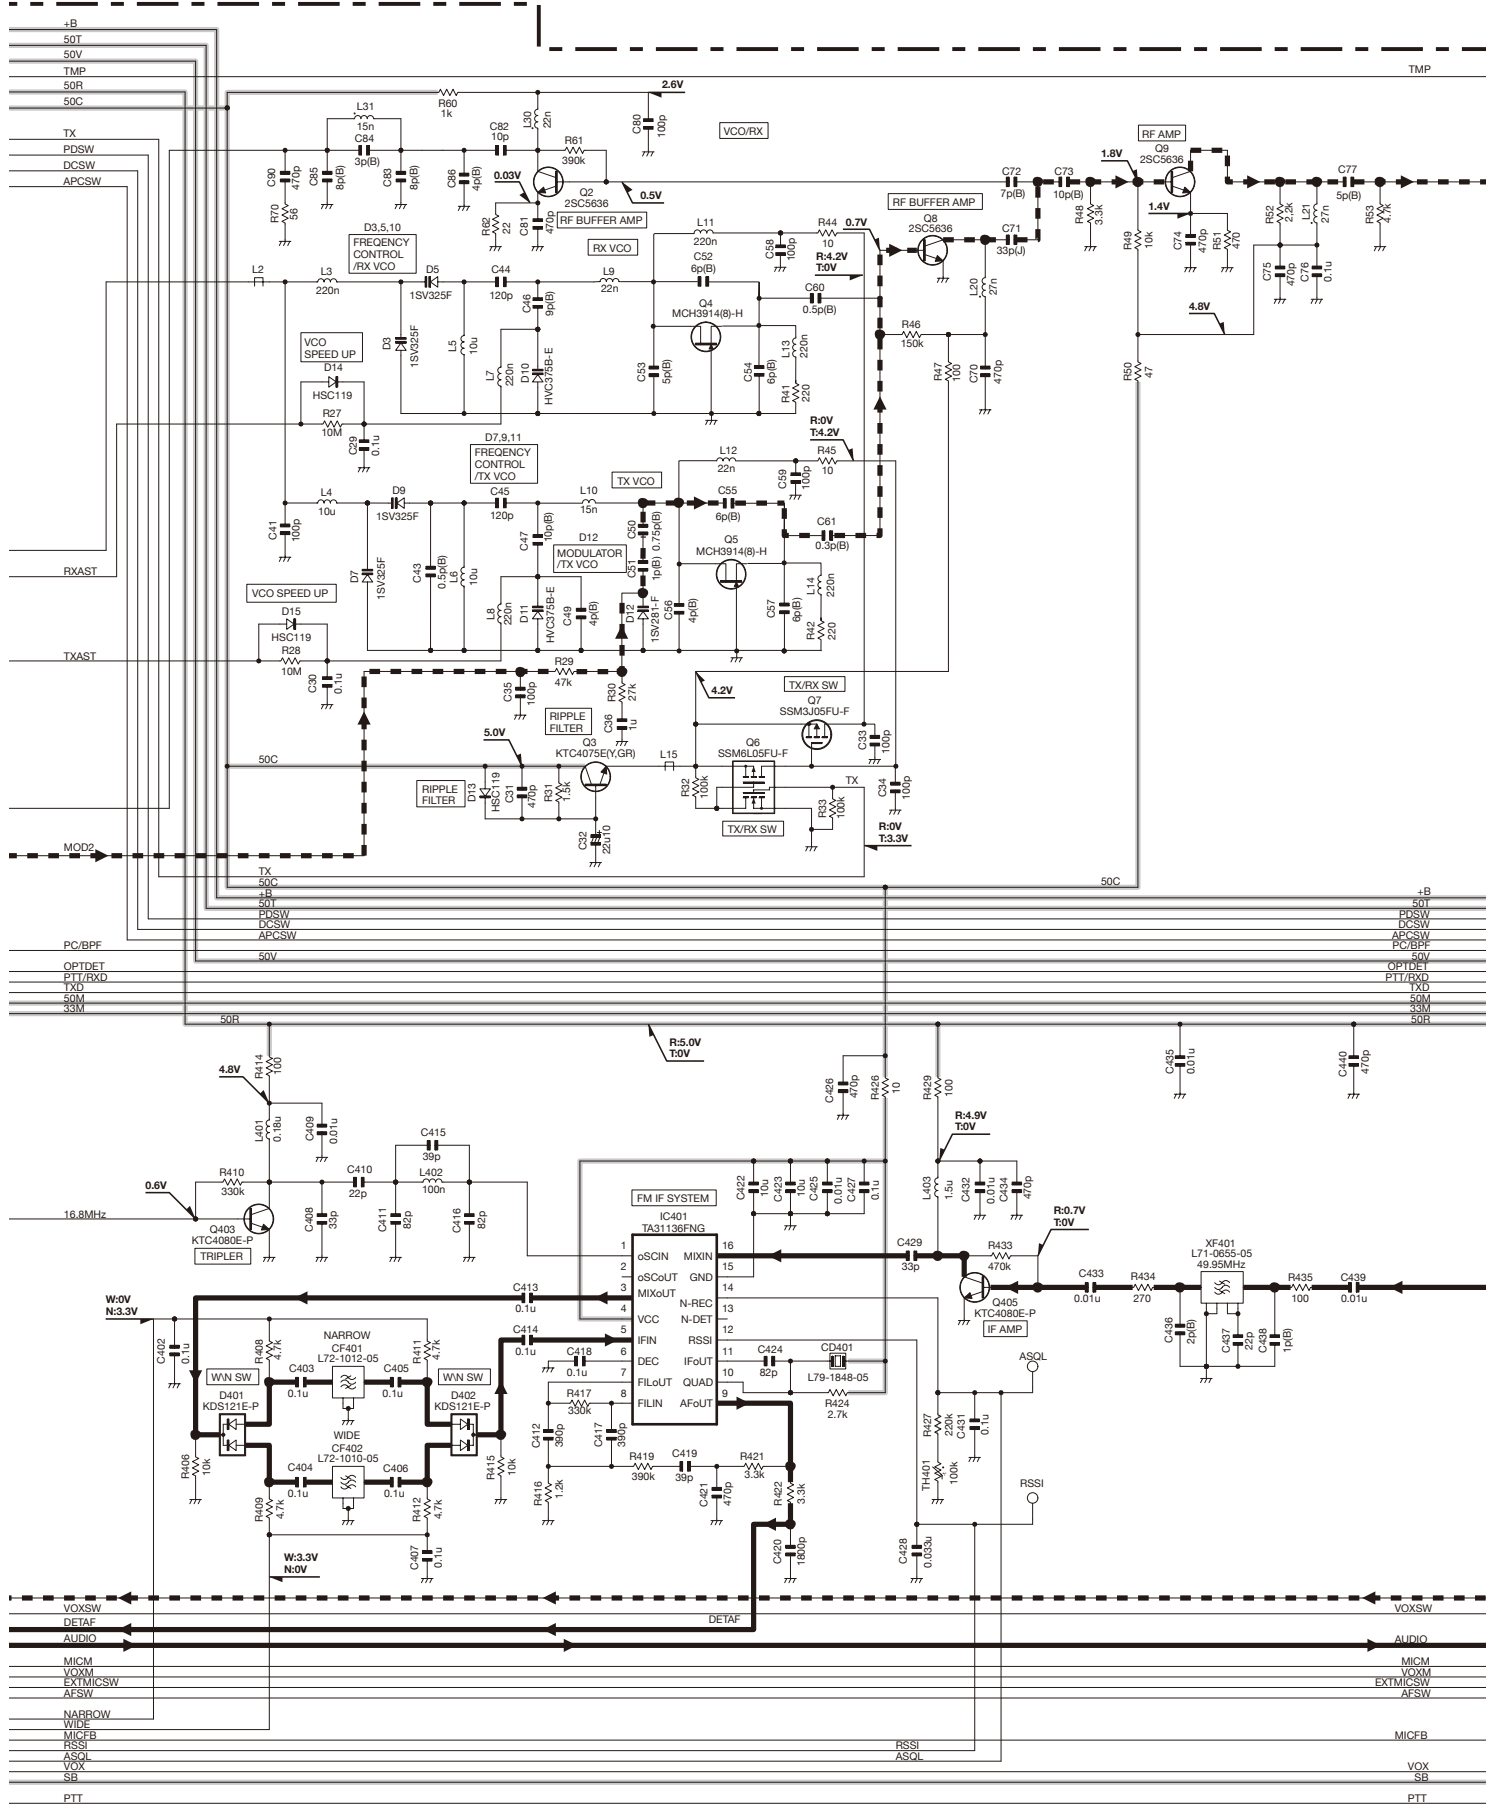 +B
50T
50V
TMP
TMP
50R
50C
TX
PDSW
DCSW
APCSW
R60
1k
L30
22n
2.6V
C80
100p
VCO/RX
L31
15n
C84
3p(B)
C82
10p
R61
390k
C90
470p
C85
8p(B)
C83
8p(B)
C86
4p(B)
R70
56
0.03V
Q2
2SC5636
0.5V
RF BUFFER AMP
R62
22
C81
470p
C72
7p(B)
C73
10p(B)
R48
3.3k
1.8V
RF AMP
Q9
2SC5636
1.4V
C74
470p
R51
470
R52
2.2k
L21
27n
C77
5p(B)
R53
4.7k
C75
470p
C76
0.1u
R49
10k
4.8V
R50
47
D3,5,10
FREQENCY
CONTROL
/RX VCO
RX VCO
L11
220n
C52
6p(B)
C58
100p
R44
10
0.7V
R:4.2V
T:0V
RF BUFFER AMP
Q8
2SC5636
C71
33p(J)
L20
27n
L2
L3
220n
D5
1SV325F
C44
120p
C46
9p(B)
L9
22n
Q4
MCH3914(8)-H
C60
0.5p(B)
R46
150k
R47
100
C70
470p
D3
1SV325F
L5
10u
L7
220n
D10
HVC375B-E
C53
5p(B)
C54
6p(B)
L13
220n
R41
220
VCO
SPEED UP
D14
HSC119
R27
10M
C29
0.1u
D7,9,11
FREQENCY
CONTROL
/TX VCO
TX VCO
L12
22n
C59
100p
R45
10
R:0V
T:4.2V
C41
100p
L4
10u
D9
1SV325F
C45
120p
L10
15n
C47
10p(B)
D12
MODULATOR
/TX VCO
C50
0.75p(B)
C51
1p(B)
C55
6p(B)
C61
0.3p(B)
Q5
MCH3914(8)-H
RXAST
D7
1SV325F
C43
0.5p(B)
L6
10u
L8
220n
D11
HVC375B-E
C49
4p(B)
D12
1SV281-F
C56
4p(B)
C57
6p(B)
L14
220n
R42
220
VCO SPEED UP
D15
HSC119
R28
10M
TXAST
C30
0.1u
C35
100p
R29
47k
R30
27k
C36
1u
4.2V
TX/RX SW
Q7
SSM3J05FU-F
C33
100p
RIPPLE
FILTER
5.0V
Q3
KTC4075E(Y,GR)
L15
Q6
SSM6L05FU-F
50C
RIPPLE
FILTER
D13
HSC119
C31
470p
R31
1.5k
R32
100k
TX
R33
100k
C34
100p
TX/RX SW
R:0V
T:3.3V
C32
22u10
MOD2
TX
50C
50C
+B
+B
50T
50T
PDSW
PDSW
DCSW
DCSW
APCSW
APCSW
PC/BPF
PC/BPF
50V
50V
OPTDET
OPTDET
PTT/RXD
PTT/RXD
TXD
TXD
50M
50M
33M
33M
50R
50R
R414
100
R:5.0V
T:0V
C435
0.01u
C440
470p
4.8V
C426
470p
R426
10
R429
100
L401
0.18u
C409
0.01u
C415
39p
R:4.9V
T:0V
R410
330k
C410
22p
L402
100n
0.6V
C422
10u
C423
10u
C425
0.01u
C427
0.1u
L403
1.5u
C432
0.01u
C434
470p
16.8MHz
Q403
KTC4080E-P
TRIPLER
C408
33p
C411
82p
C416
82p
FM IF SYSTEM
IC401
TA31136FNG
R:0.7V
T:0V
1 oSCIN MIXIN 16
2 oSCoUT GND 15
3 MIXoUT N-REC 14
4 VCC N-DET 13
5 IFIN RSSI 12
6 DEC IFoUT 11
7 FILoUT QUAD 10
8 FILIN AFoUT 9
C429
33p
R433
470k
Q405
KTC4080E-P
IF AMP
C433
0.01u
R434
270
XF401
L71-0655-05
49.95MHz
R435
100
C439
0.01u
C436
2p(B)
C437
22p
C438
1p(B)
W:0V
N:3.3V
C413
0.1u
C414
0.1u
C402
0.1u
R408
4.7k
NARROW
CF401
L72-1012-05
R411
4.7k
C418
0.1u
C424
82p
CD401
L79-1848-05
ASQL
W\N SW
D401
KDS121E-P
C403
0.1u
C405
0.1u
W\N SW
D402
KDS121E-P
R417
330k
R424
2.7k
WIDE
CF402
L72-1010-05
C412
390p
C417
390p
R427
220k
C431
0.1u
R406
10k
C404
0.1u
C406
0.1u
R415
10k
R419
390k
C419
39p
R421
3.3k
TH401
100k
R409
4.7k
R412
4.7k
R416
1.2k
C421
470p
R422
3.3k
RSSI
C407
0.1u
C420
1800p
C428
0.033u
W:3.3V
N:0V
VOXSW
VOXSW
DETAF
DETAF
AUDIO
AUDIO
MICM
MICM
VOXM
VOXM
EXTMICSW
EXTMICSW
AFSW
AFSW
NARROW
WIDE
MICFB
MICFB
RSSI
RSSI
ASQL
ASQL
VOX
VOX
SB
SB
PTT
PTT